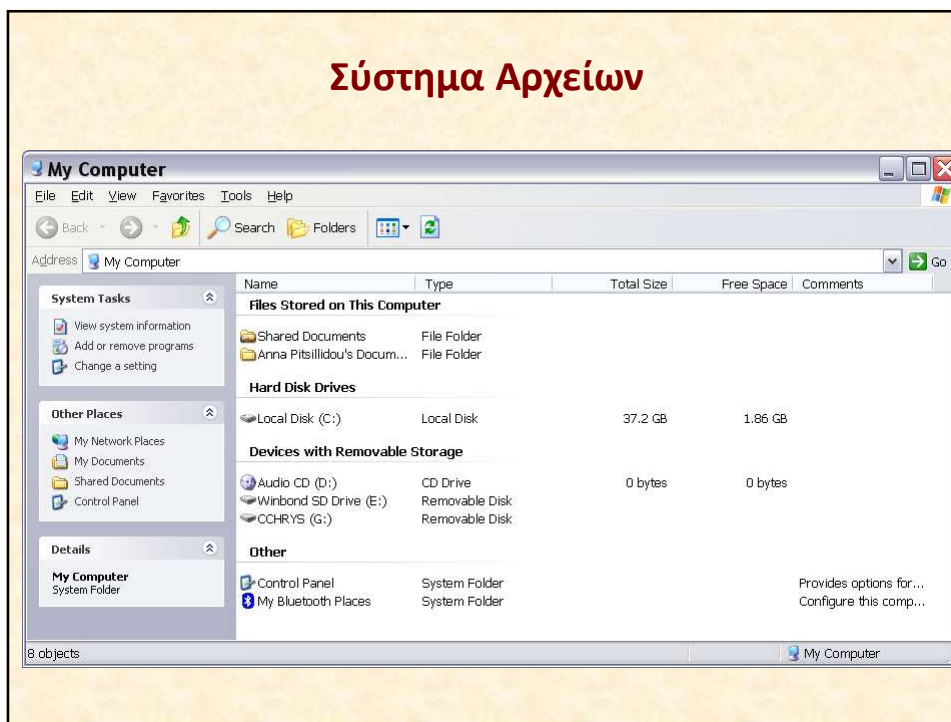 Σύστημα Αρχείων
My Computer
File Edit View Favorites Tools Help
Back Search Folders
Address My Computer Go
System Tasks
View system information
Add or remove programs
Change a setting
Other Places
My Network Places
My Documents
Shared Documents
Control Panel
Details
My Computer
System Folder
Name Type Total Size Free Space Comments
Files Stored on This Computer
Shared Documents File Folder
Anna Pitsillidou's Docum... File Folder
Hard Disk Drives
Local Disk (C:) Local Disk 37.2 GB 1.86 GB
Devices with Removable Storage
Audio CD (D:) CD Drive 0 bytes 0 bytes
Winbond SD Drive (E:) Removable Disk
CCHRYS (G:) Removable Disk
Other
Control Panel System Folder Provides options for...
My Bluetooth Places System Folder Configure this comp...
8 objects My Computer